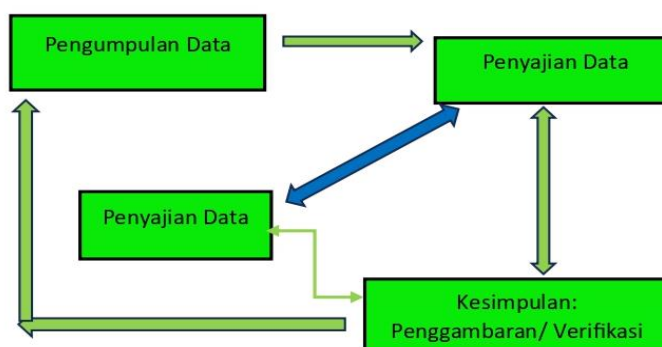 Pengumpulan Data
Penyajian Data
Penyajian Data
Kesimpulan:
Penggambaran/ Verifikasi